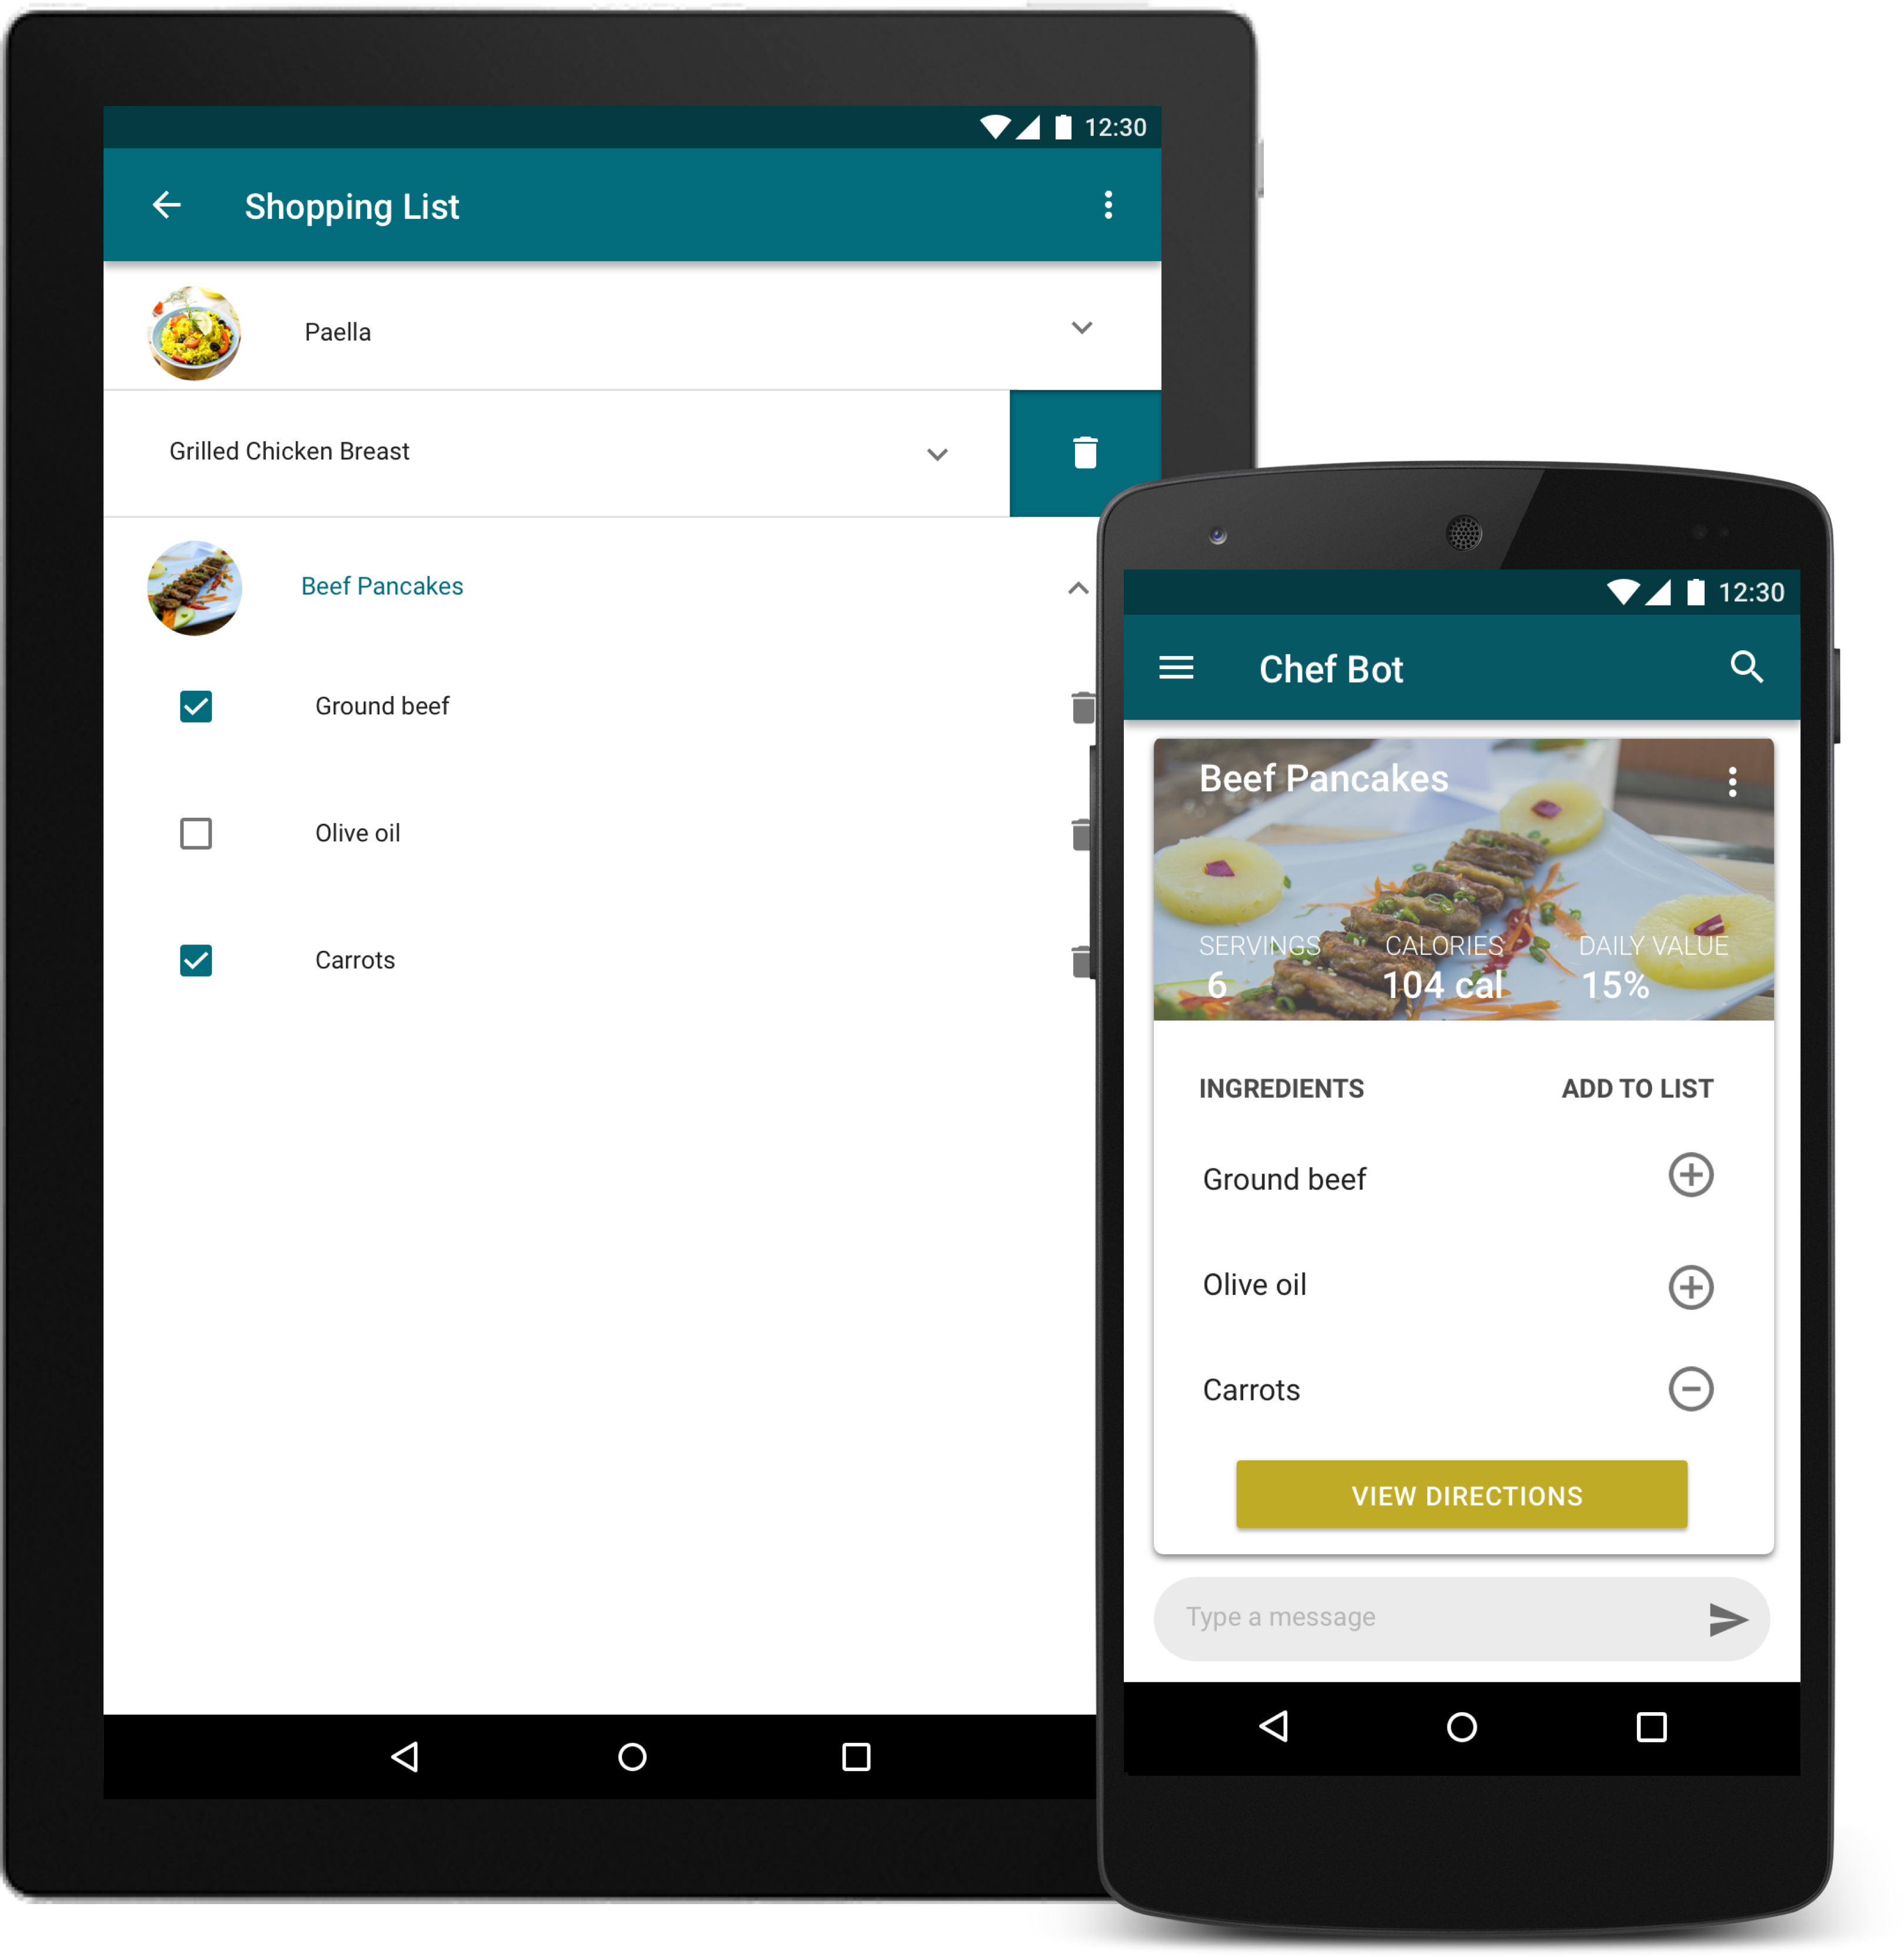 12:30
Shopping List
Paella
Grilled Chicken Breast
Beef Pancakes
Ground beef
Olive oil
Carrots
12:30
Chef Bot
Beef Pancakes
SERVINGS CALORIES DAILY VALUE
6 104 cal 15%
INGREDIENTS ADD TO LIST
Ground beef
Olive oil
Carrots
VIEW DIRECTIONS
Type a message